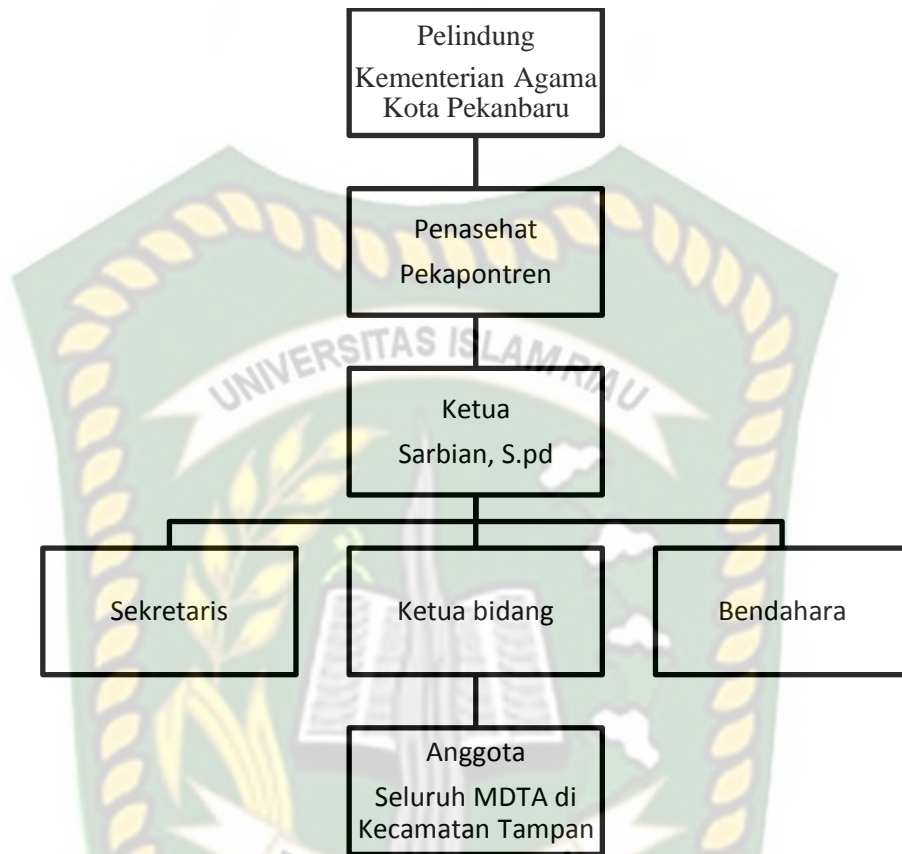 Pelindung
Kementerian Agama
Kota Pekanbaru
Penasehat
Pekapontren
UNIVERSITAS ISLAM RIAU
Ketua
Sarbian, S.pd
Sekretaris
Ketua bidang
Bendahara
Anggota
Seluruh MDTA di
Kecamatan Tampan